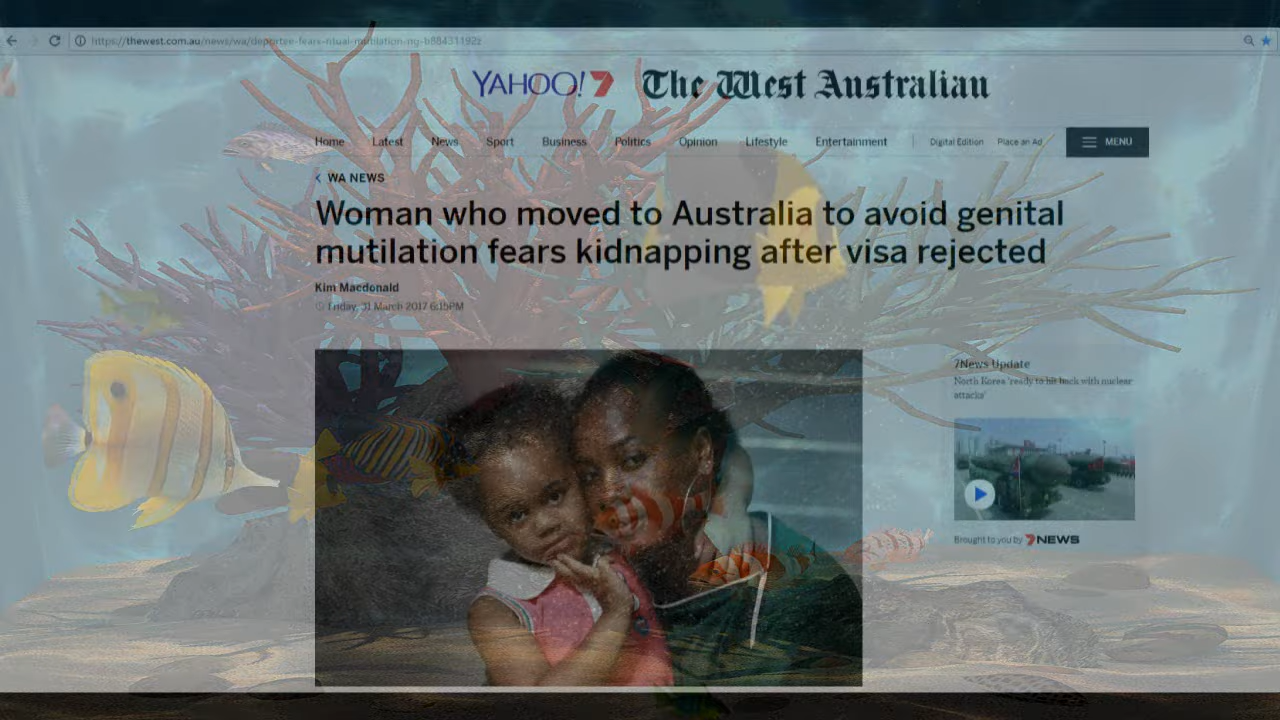 https://thewest.com.au/news/wa/deportee-fears-ritual-mutilation-ng-b88431192z
YAHOO!7 The West Australian
Home Latest News Sport Business Politics Opinion Lifestyle Entertainment Digital Edition Place an Ad MENU
WA NEWS
Woman who moved to Australia to avoid genital
mutilation fears kidnapping after visa rejected
Kim Macdonald
Friday, 31 March 2017 6:15PM
7News Update
North Korea 'ready to hit back with nuclear
attacks'
Brought to you by 7NEWS